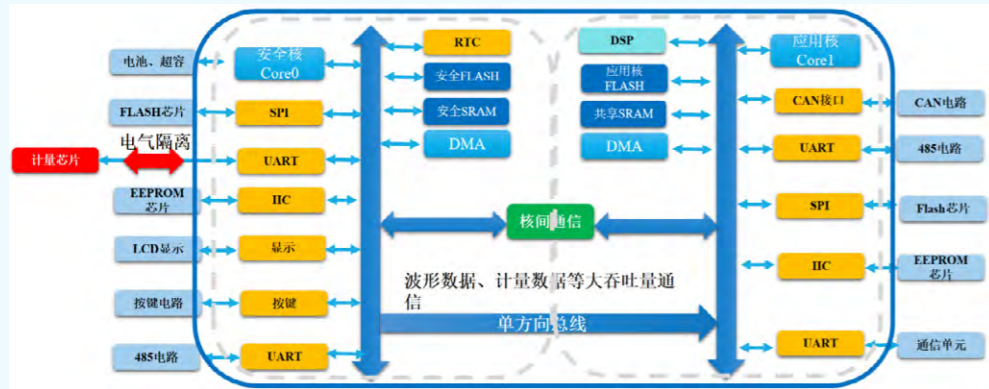 电池、超容
FLASH芯片
电气隔离
计量芯片
EEPROM
芯片
LCD显示
按键电路
485电路
安全核
Core0
SPI
UART
IIC
显示
按键
UART
RTC
安全FLASH
安全SRAM
DMA
核间通信
波形数据、计量数据等大吞吐量通
信
单方向总线
DSP
应用核
FLASH
共享SRAM
DMA
应用核
Core1
CAN接口
UART
SPI
IIC
UART
CAN电路
485电路
Flash芯片
EEPROM
芯片
通信单元